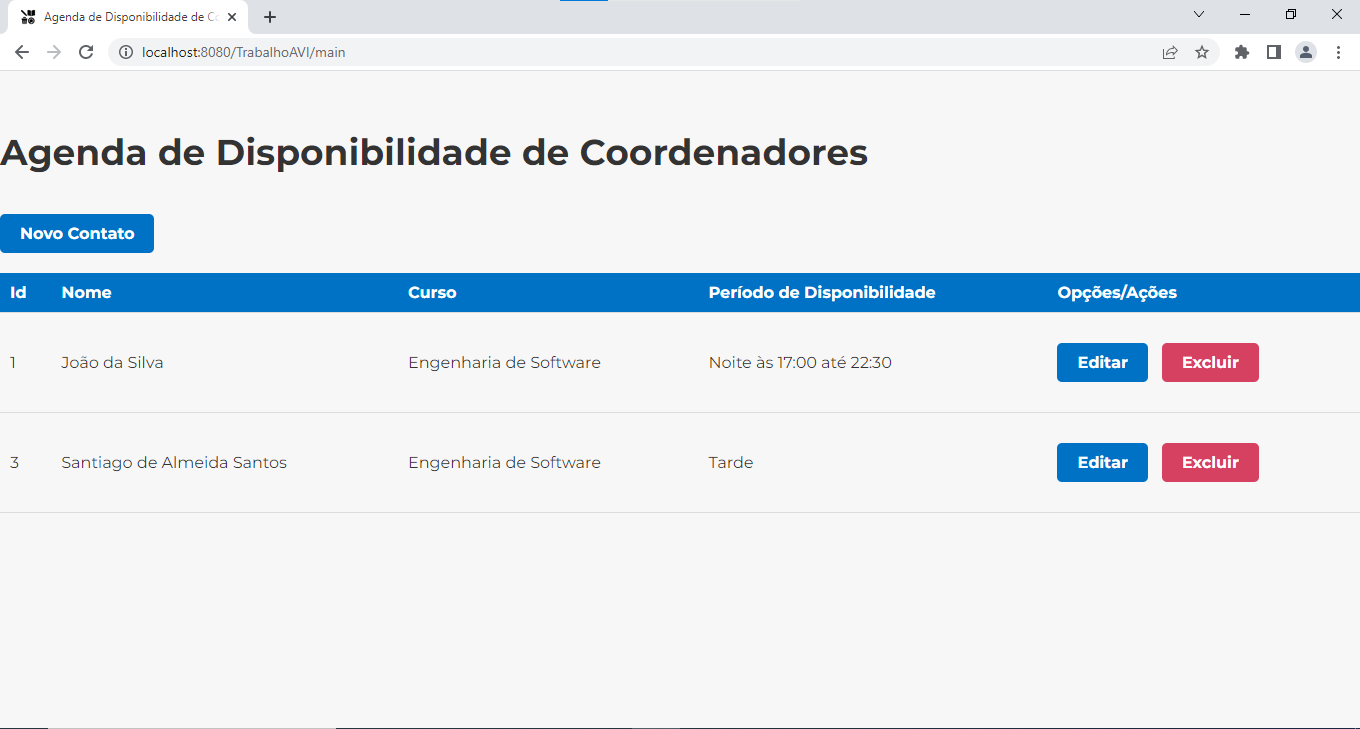 Agenda de Disponibilidade de Co
localhost:8080/TrabalhoAVI/main
Agenda de Disponibilidade de Coordenadores
Novo Contato
Id Nome Curso Período de Disponibilidade Opções/Ações
1 João da Silva Engenharia de Software Noite às 17:00 até 22:30 Editar Excluir
3 Santiago de Almeida Santos Engenharia de Software Tarde Editar Excluir